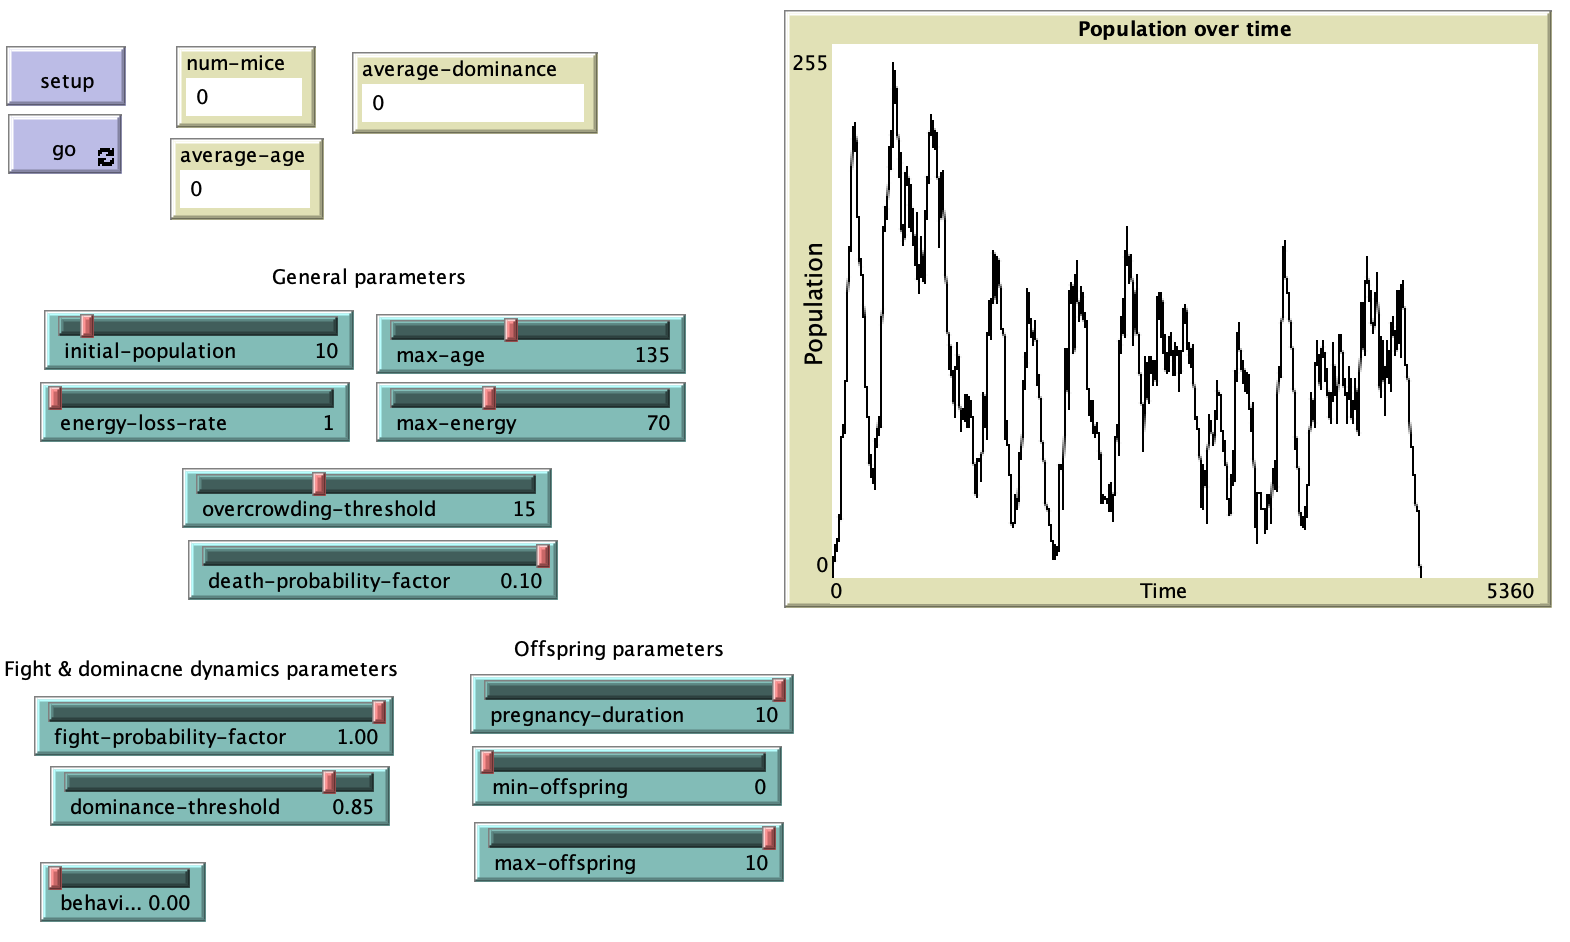 setup
go
num-mice
0
average-dominance
0
average-age
0
General parameters
initial-population 10
max-age 135
energy-loss-rate 1
max-energy 70
overcrowding-threshold 15
death-probability-factor 0.10
Fight & dominacne dynamics parameters
fight-probability-factor 1.00
dominance-threshold 0.85
behavi... 0.00
Offspring parameters
pregnancy-duration 10
min-offspring 0
max-offspring 10
Population over time
255
Population
0
0 Time 5360